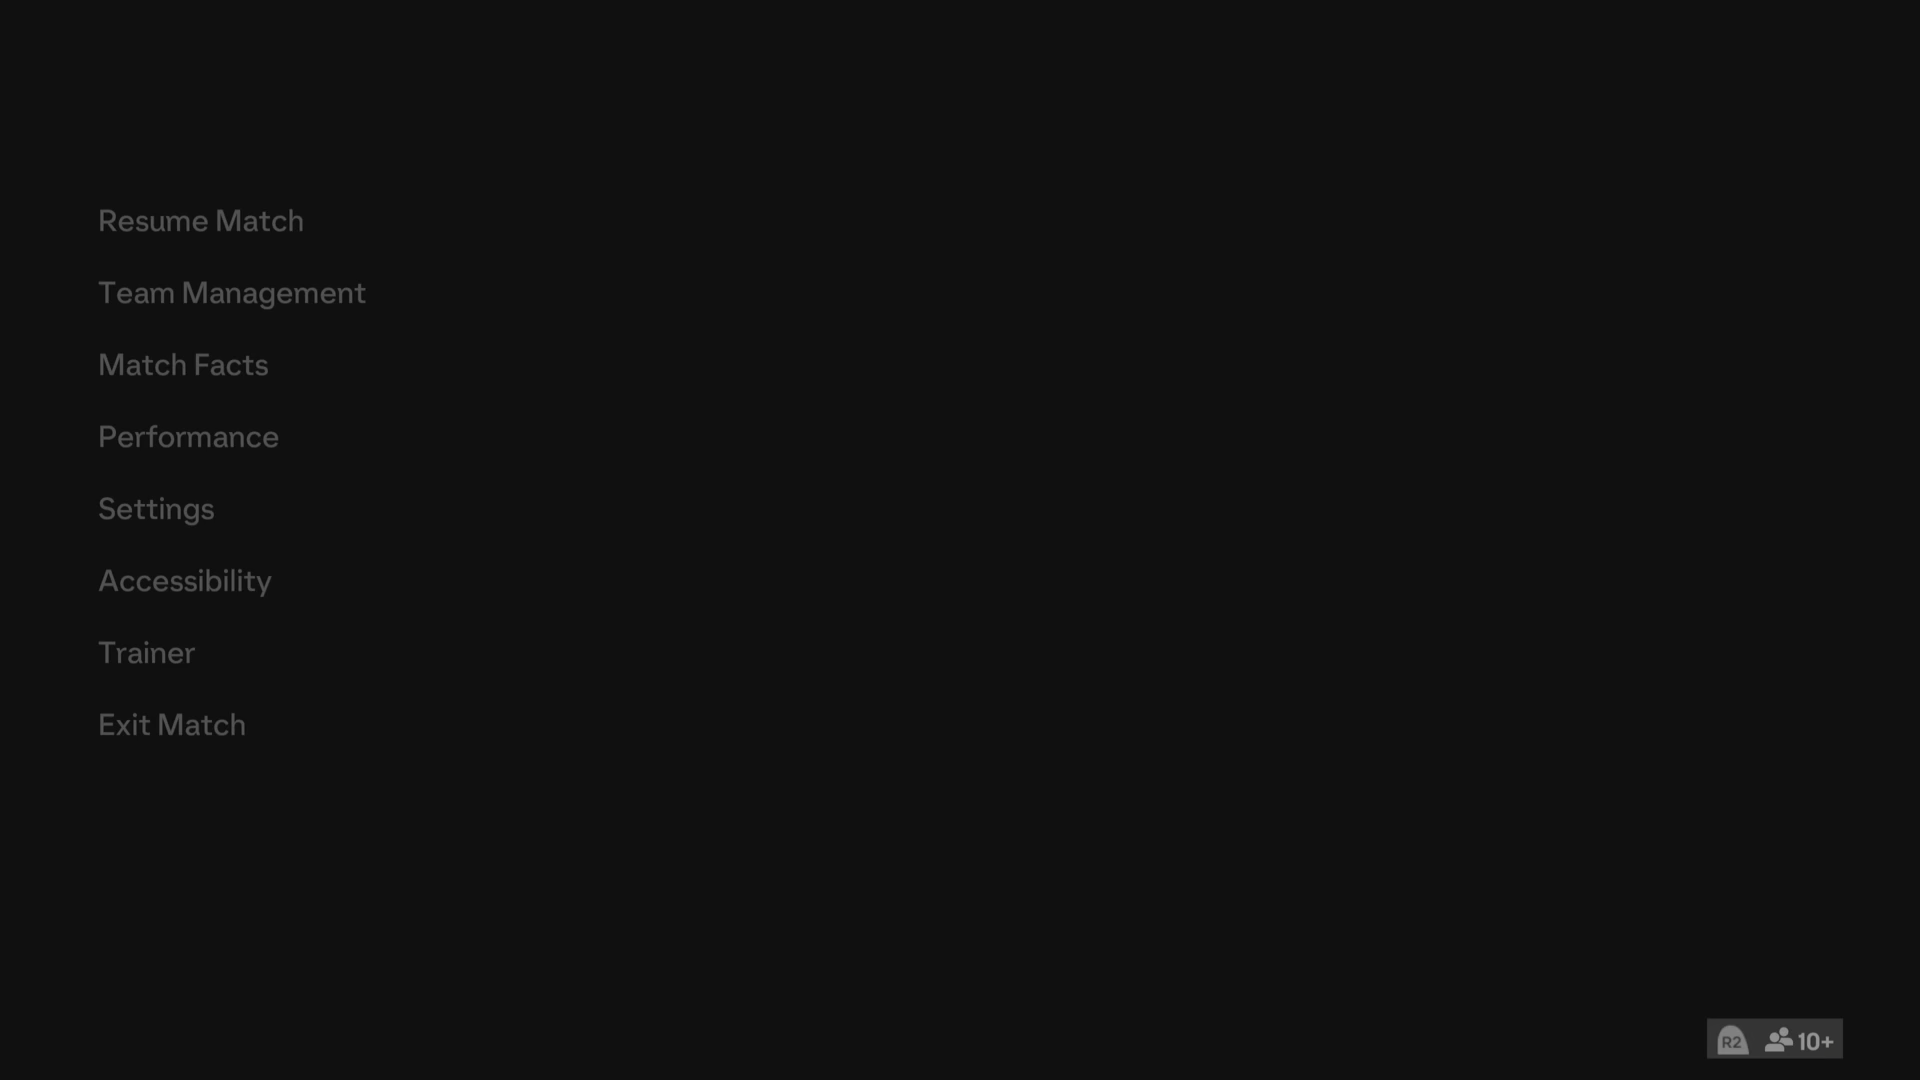 Resume Match
Team Management
Match Facts
Performance
Settings
Accessibility
Trainer
Exit Match
R2 10+